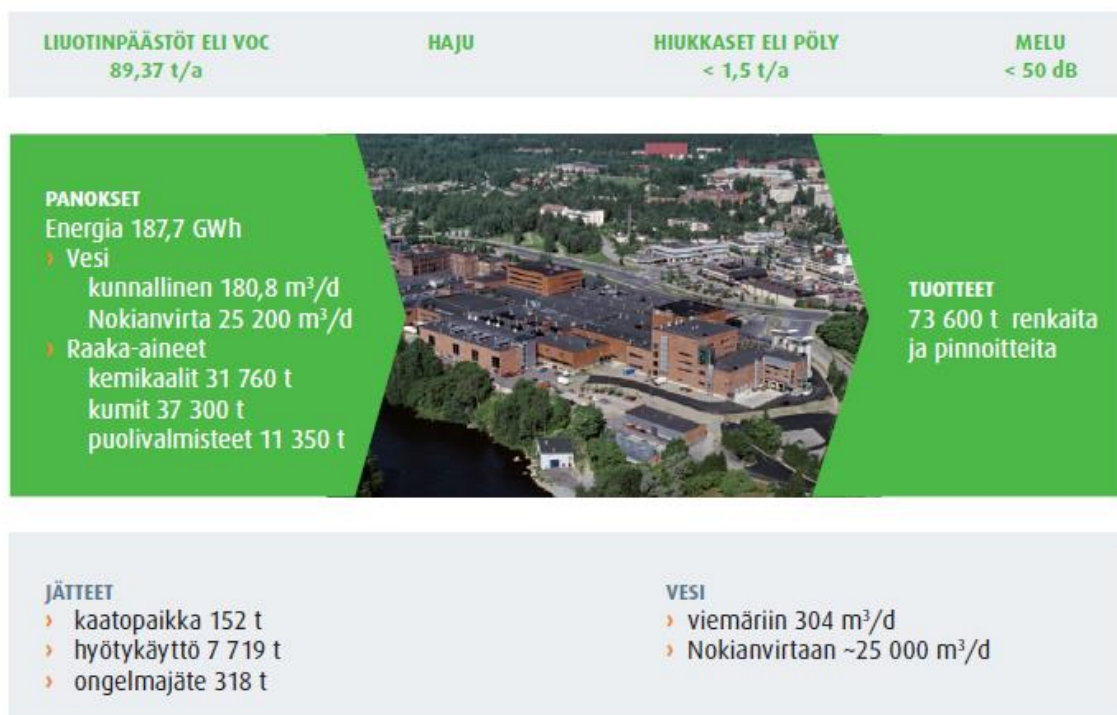 LIUOTINPÄÄSTÖT ELI VOC
89,37 t/a
HAJU
HIUKKASET ELI PÖLY
< 1,5 t/a
MELU
< 50 dB
PANOKSET
Energia 187,7 GWh
› Vesi
kunnallinen 180,8 m³/d
Nokianvirta 25 200 m³/d
› Raaka-aineet
kemikaalit 31 760 t
kumit 37 300 t
puolivalmisteet 11 350 t
TUOTTEET
73 600 t renkaita
ja pinnoitteita
JÄTTEET
› kaatopaikka 152 t
› hyötykäyttö 7 719 t
› ongelmajäte 318 t
VESI
› viemäriin 304 m³/d
› Nokianvirtaan ~25 000 m³/d